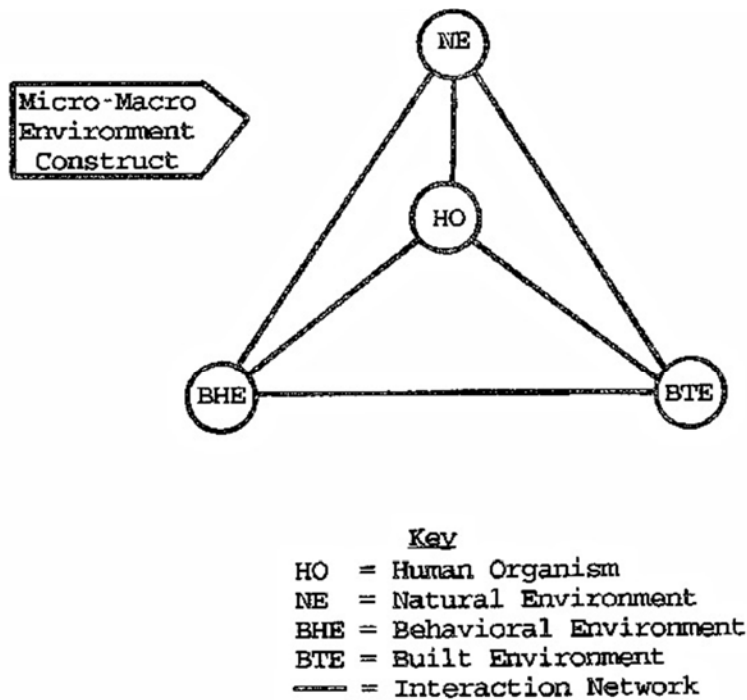 NE
Micro-Macro
Environment
Construct
HO
BHE
BTE
Key
HO = Human Organism
NE = Natural Environment
BHE = Behavioral Environment
BTE = Built Environment
= Interaction Network